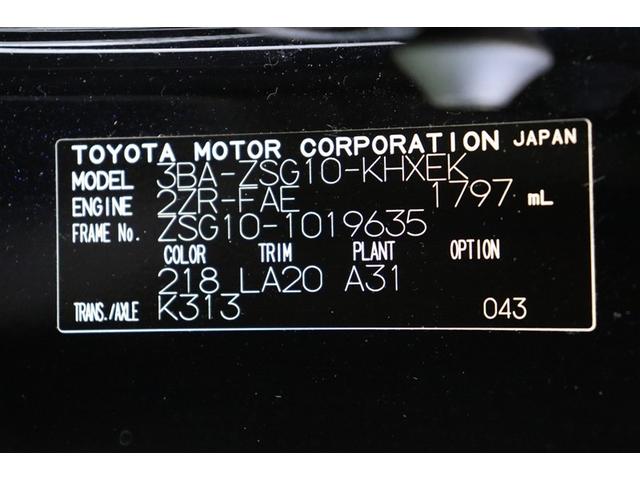 TOYOTA MOTOR CORPORATION JAPAN
MODEL 3BA-ZSG10-KHXEK
ENGINE 2ZR-FAE 1797 mL
FRAME No. ZSG10-1019635
COLOR TRIM PLANT OPTION
218 LA20 A31
TRANS./AXLE K313 043